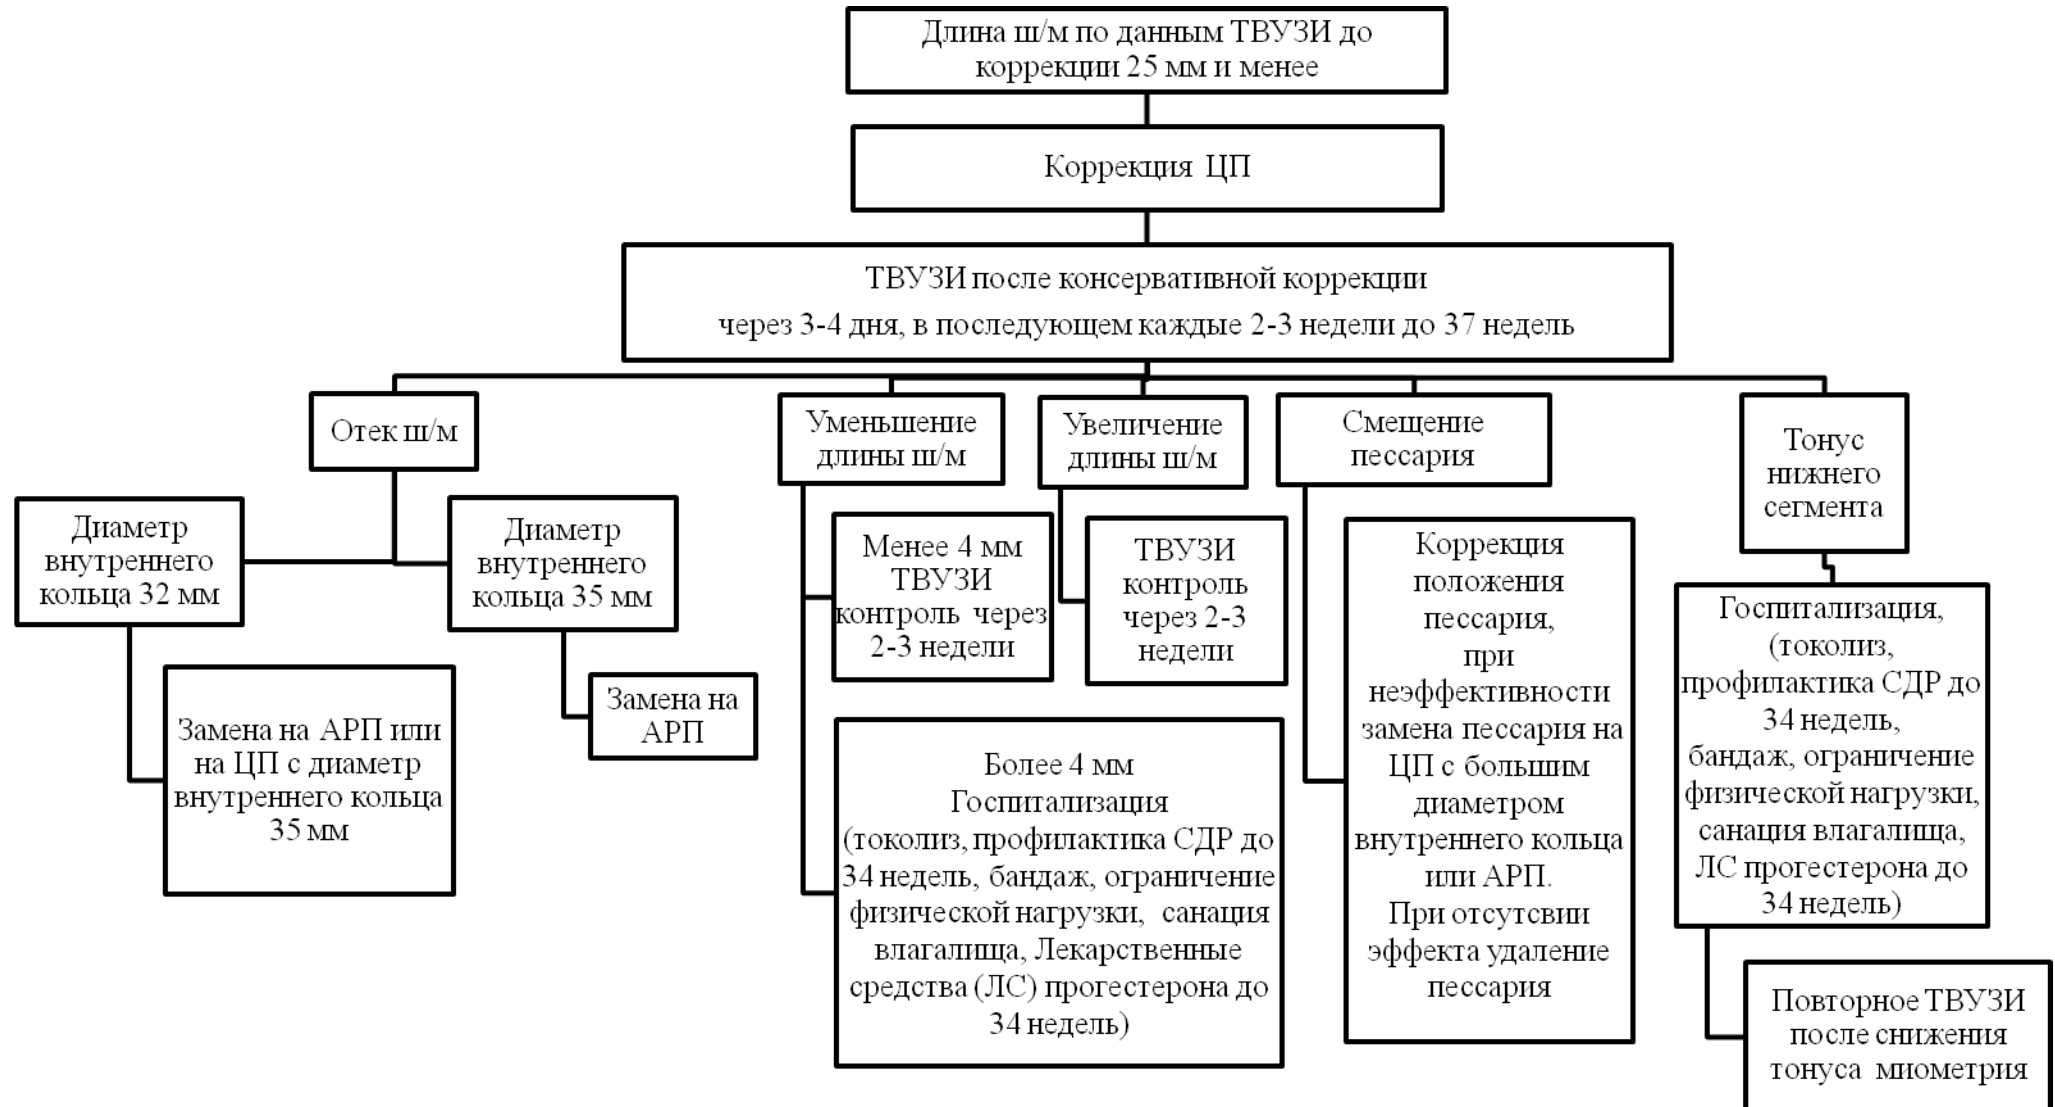 Длина ш/м по данным ТВУЗИ до
коррекции 25 мм и менее
Коррекция ЦП
ТВУЗИ после консервативной коррекции
через 3-4 дня, в последующем каждые 2-3 недели до 37 недель
Отек ш/м
Диаметр
внутреннего
кольца 32 мм
Замена на АРП или
на ЦП с диаметр
внутреннего кольца
35 мм
Диаметр
внутреннего
кольца 35 мм
Замена на
АРП
Уменьшение
длины ш/м
Менее 4 мм
ТВУЗИ
контроль через
2-3 недели
Более 4 мм
Госпитализация
(токолиз, профилактика СДР до
34 недель, бандаж, ограничение
физической нагрузки, санация
влагалища, Лекарственные
средства (ЛС) прогестерона до
34 недель)
Увеличение
длины ш/м
ТВУЗИ
контроль
через 2-3
недели
Смещение
пессария
Коррекция
положения
пессария,
при
неэффективности
замена пессария на
ЦП с большим
диаметром
внутреннего кольца
или АРП.
При отсутсвии
эффекта удаление
пессария
Тонус
нижнего
сегмента
Госпитализация,
(токолиз,
профилактика СДР до
34 недель,
бандаж, ограничение
физической нагрузки,
санация влагалища,
ЛС прогестерона до
34 недель)
Повторное ТВУЗИ
после снижения
тонуса миометрия